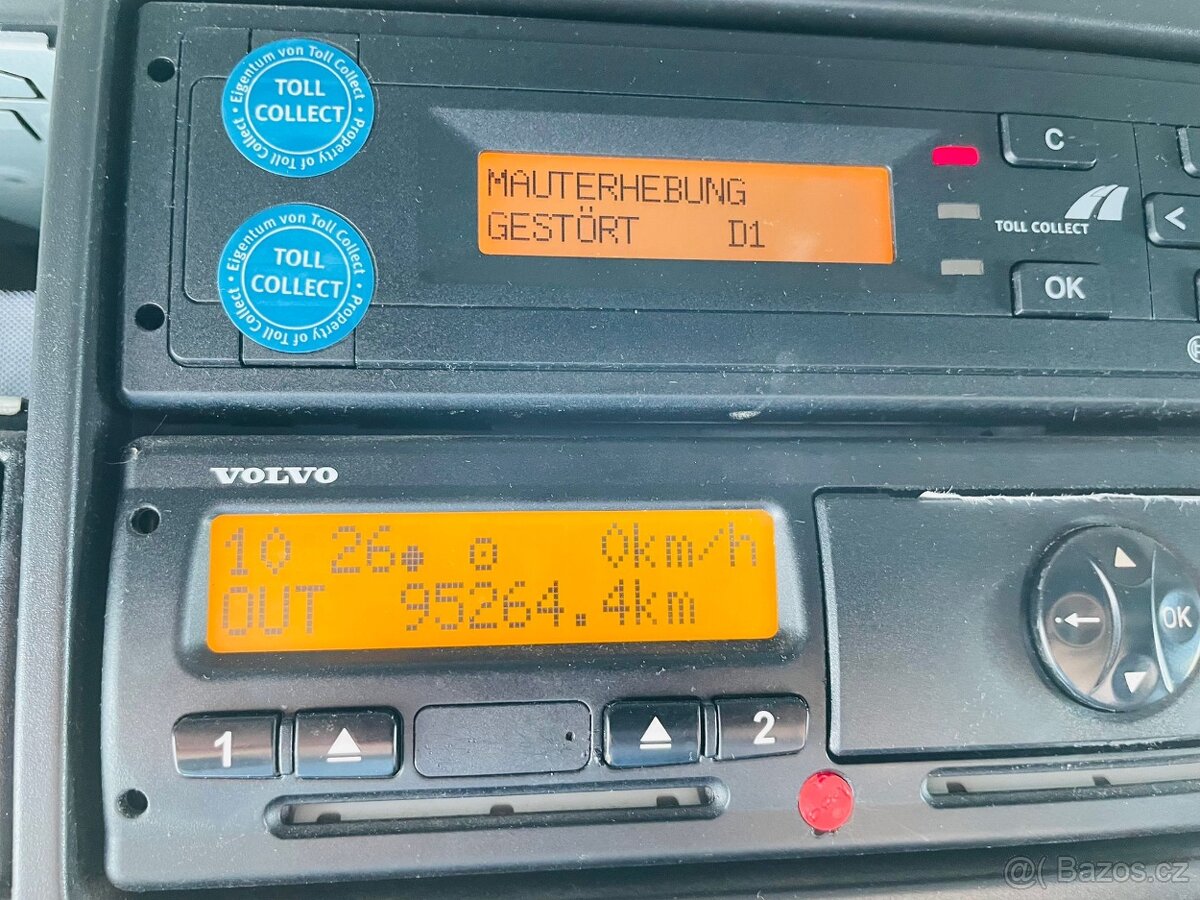 Eigentum von Toll Collect
TOLL
COLLECT
Property of Toll Collect
MAUTERHEBUNG
GESTÖRT D1
C
TOLL COLLECT
<
OK
Eigentum von Toll Collect
TOLL
COLLECT
Property of Toll Collect
VOLVO
10 26 0km/h
OUT 95264.4km
OK
1
2
@( Bazos.cz